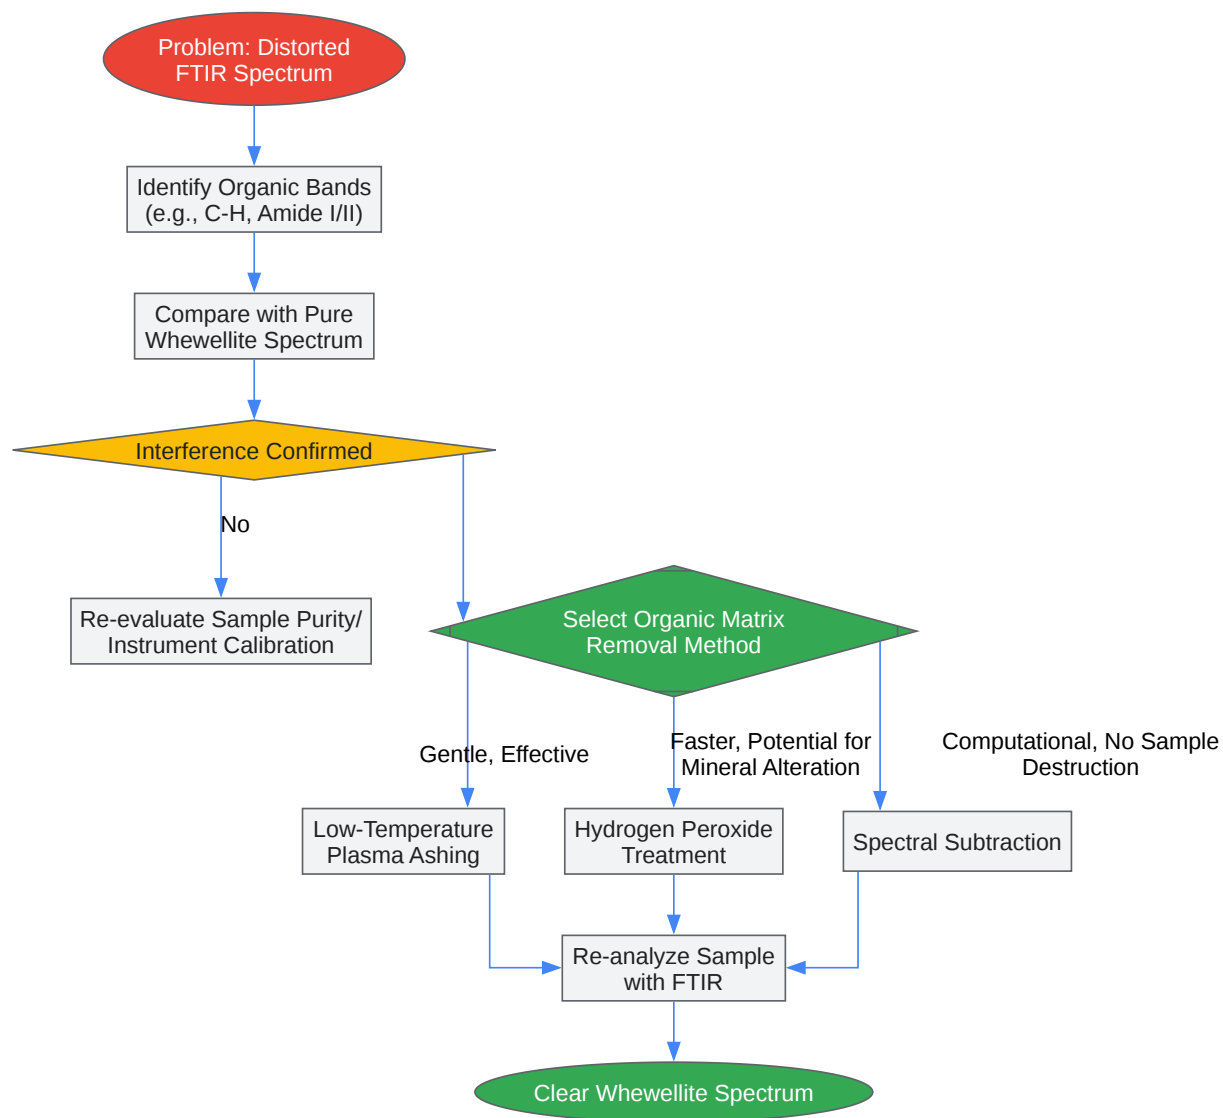 Problem: Distorted
FTIR Spectrum
Identify Organic Bands
(e.g., C-H, Amide I/II)
Compare with Pure
Whewellite Spectrum
Interference Confirmed
No
Re-evaluate Sample Purity/
Instrument Calibration
Select Organic Matrix
Removal Method
Gentle, Effective
Faster, Potential for
Mineral Alteration
Computational, No Sample
Destruction
Low-Temperature
Plasma Ashing
Hydrogen Peroxide
Treatment
Spectral Subtraction
Re-analyze Sample
with FTIR
Clear Whewellite Spectrum